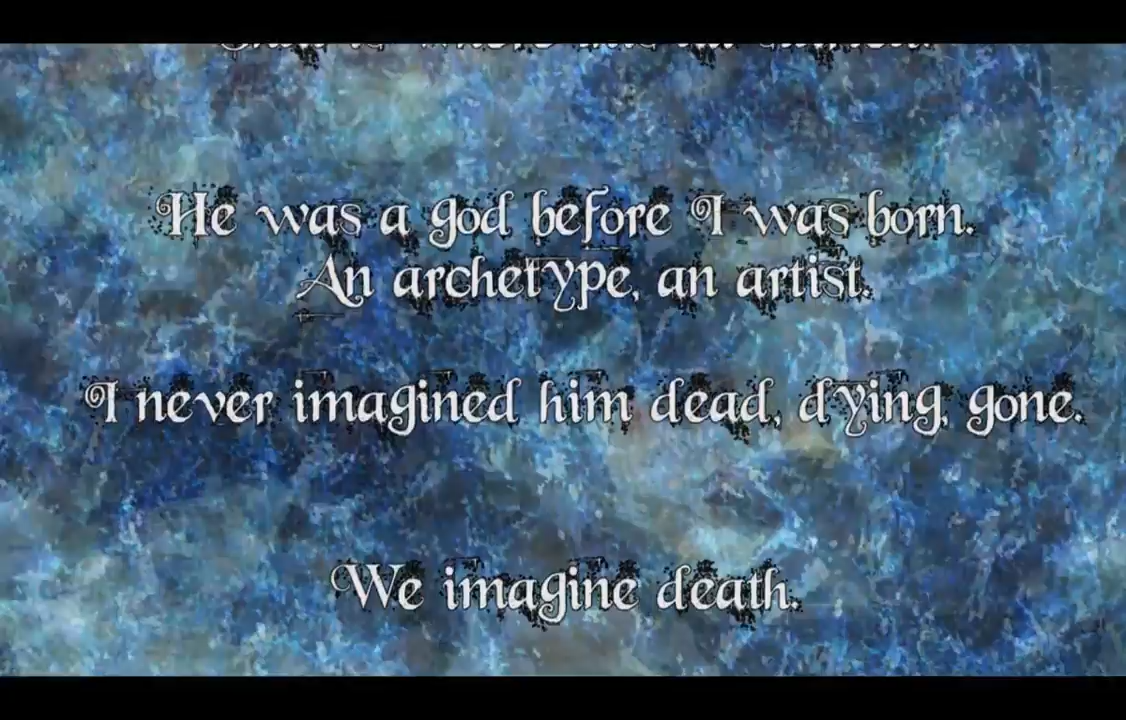 He was a god before I was born.
An archetype, an artist.
I never imagined him dead, dying, gone.
We imagine death.